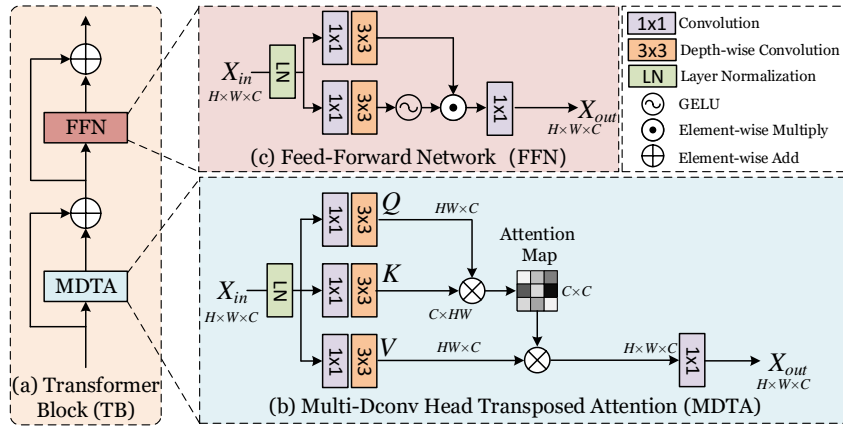 FFN
MDTA
(a) Transformer
Block (TB)
1x1
3x3
X_in
H×W×C
LN
1x1
3x3
1x1
X_out
H×W×C
(c) Feed-Forward Network (FFN)
1x1 Convolution
3x3 Depth-wise Convolution
LN Layer Normalization
GELU
Element-wise Multiply
Element-wise Add
1x1
3x3
Q
HW×C
Attention
Map
X_in
H×W×C
LN
1x1
3x3
K
C×HW
C×C
1x1
3x3
V
HW×C
H×W×C
1x1
X_out
H×W×C
(b) Multi-Dconv Head Transposed Attention (MDTA)